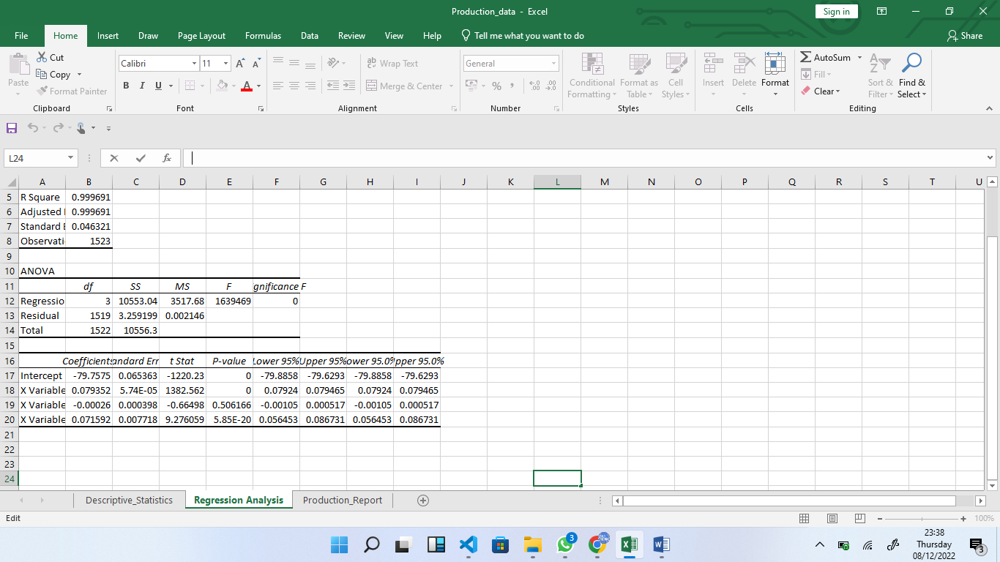 Production_data - Excel
Sign in
File Home Insert Draw Page Layout Formulas Data Review View Help Tell me what you want to do Share
Paste
Cut
Copy
Format Painter
Clipboard
Calibri 11
B I U
Font
Wrap Text
Merge & Center
Alignment
General
Number
Conditional Formatting
Format as Table
Cell Styles
Styles
Insert Delete Format
Cells
AutoSum
Fill
Clear
Sort & Filter
Find & Select
Editing
L24
fx
A B C D E F G H I J K L M N O P Q R S T U
5 R Square 0.999691
6 Adjusted 0.999691
7 Standard E 0.046321
8 Observati 1523
9
10 ANOVA
11 df SS MS F gnificance F
12 Regressio 3 10553.04 3517.68 1639469 0
13 Residual 1519 3.259199 0.002146
14 Total 1522 10556.3
15
16 Coefficients andard Err t Stat P-value Lower 95% Upper 95% ower 95.0% pper 95.0%
17 Intercept -79.7575 0.065363 -1220.23 0 -79.8858 -79.6293 -79.8858 -79.6293
18 X Variable 0.079352 5.74E-05 1382.562 0 0.07924 0.079465 0.07924 0.079465
19 X Variable -0.00026 0.000398 -0.66498 0.506166 -0.00105 0.000517 -0.00105 0.000517
20 X Variable 0.071592 0.007718 9.276059 5.85E-20 0.056453 0.086731 0.056453 0.086731
21
22
23
24
Descriptive_Statistics Regression Analysis Production_Report
Edit
100%
3
23:38
Thursday
08/12/2022
3